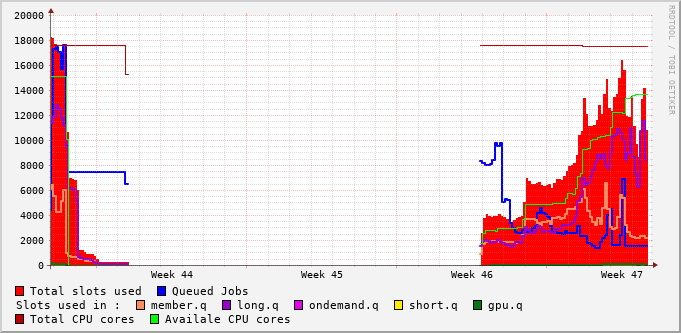 20000
18000
16000
14000
12000
10000
8000
6000
4000
2000
0
Week 44 Week 45 Week 46 Week 47
RRDTOOL / TOBI OETIKER
Total slots used Queued Jobs
Slots used in : member.q long.q ondemand.q short.q gpu.q
Total CPU cores Availale CPU cores